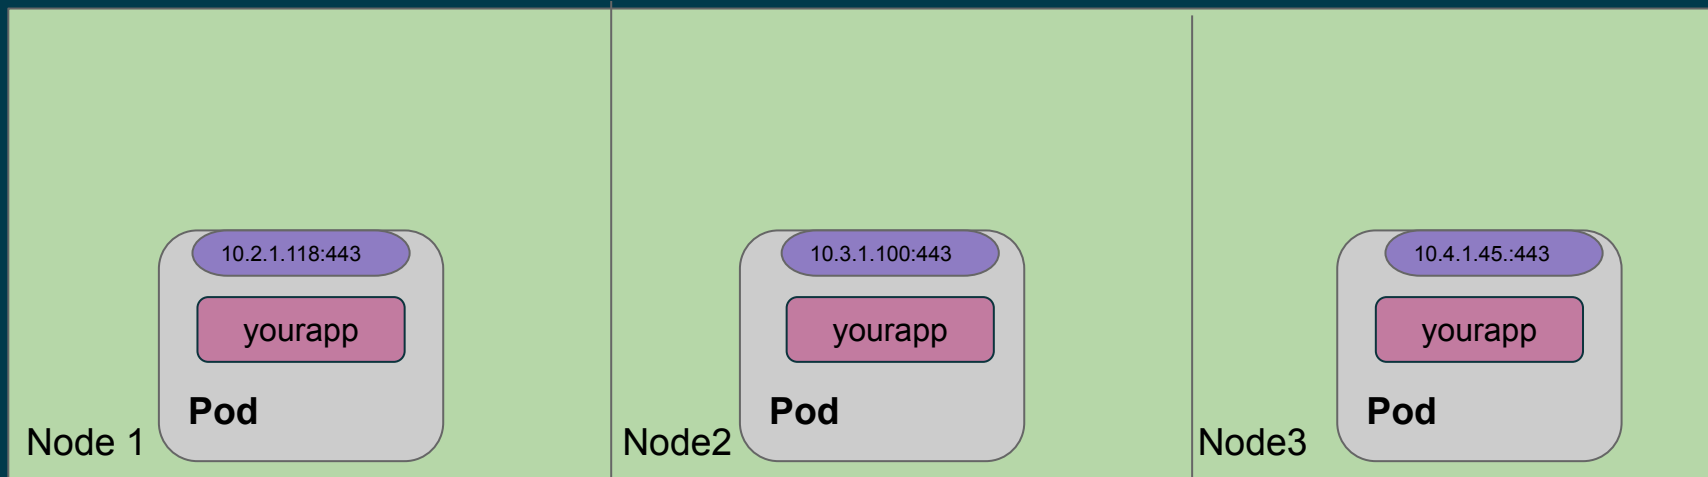 10.2.1.118:443
yourapp
Pod
Node 1
10.3.1.100:443
yourapp
Pod
Node2
10.4.1.45.:443
yourapp
Pod
Node3